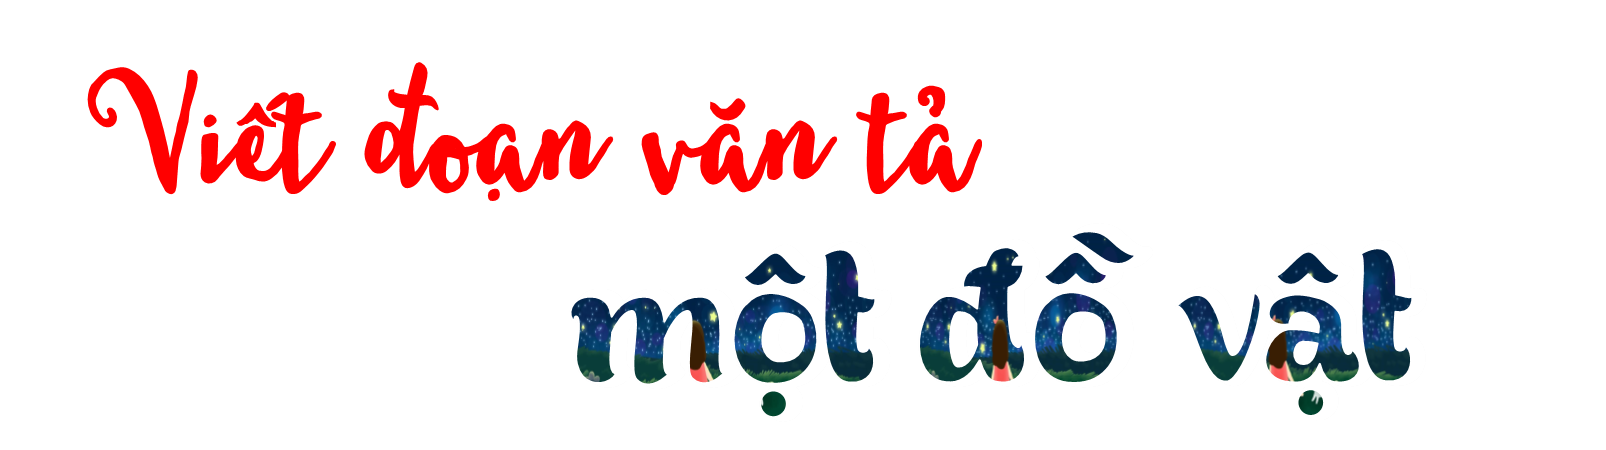 Viết đoạn văn tả
một đồ vật